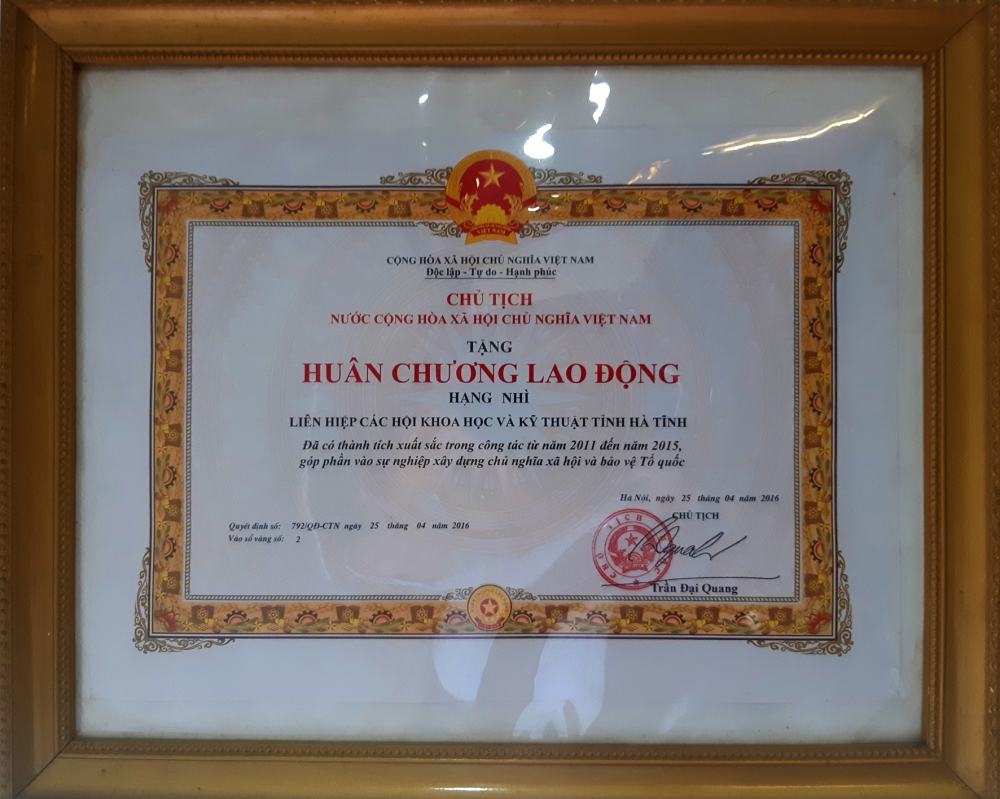 VIỆT NAM
CỘNG HÒA XÃ HỘI CHỦ NGHĨA VIỆT NAM
Độc lập - Tự do - Hạnh phúc
CHỦ TỊCH
NƯỚC CỘNG HÒA XÃ HỘI CHỦ NGHĨA VIỆT NAM
TẶNG
HUÂN CHƯƠNG LAO ĐỘNG
HẠNG NHÌ
LIÊN HIỆP CÁC HỘI KHOA HỌC VÀ KỸ THUẬT TỈNH HÀ TĨNH
Đã có thành tích xuất sắc trong công tác từ năm 2011 đến năm 2015,
góp phần vào sự nghiệp xây dựng chủ nghĩa xã hội và bảo vệ Tổ quốc
Hà Nội, ngày 25 tháng 04 năm 2016
CHỦ TỊCH
Quyết định số: 792/QĐ-CTN ngày 25 tháng 04 năm 2016
Vào sổ vàng số: 2
Trần Đại Quang